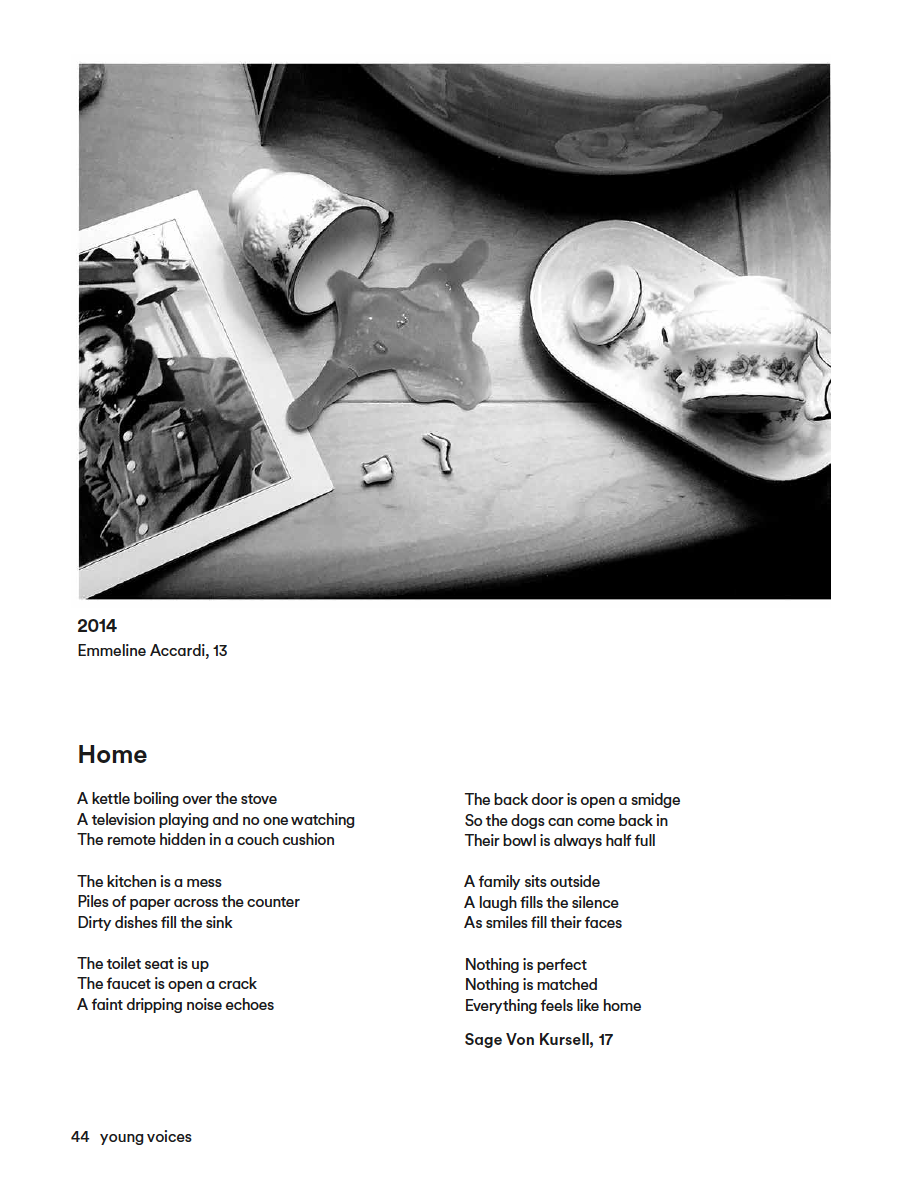 2014
Emmeline Accardi, 13
Home
A kettle boiling over the stove
A television playing and no one watching
The remote hidden in a couch cushion
The kitchen is a mess
Piles of paper across the counter
Dirty dishes fill the sink
The toilet seat is up
The faucet is open a crack
A faint dripping noise echoes
The back door is open a smidge
So the dogs can come back in
Their bowl is always half full
A family sits outside
A laugh fills the silence
As smiles fill their faces
Nothing is perfect
Nothing is matched
Everything feels like home
Sage Von Kursell, 17
44 young voices